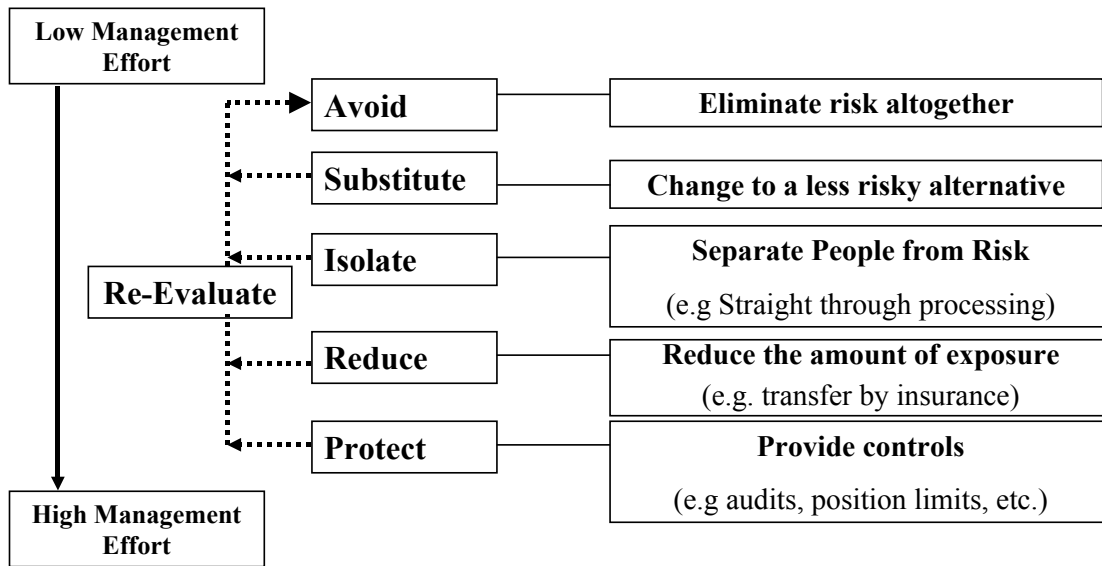 Low Management
Effort
Avoid
Eliminate risk altogether
Substitute
Change to a less risky alternative
Isolate
Separate People from Risk
(e.g Straight through processing)
Re-Evaluate
Reduce
Reduce the amount of exposure
(e.g. transfer by insurance)
Protect
Provide controls
(e.g audits, position limits, etc.)
High Management
Effort